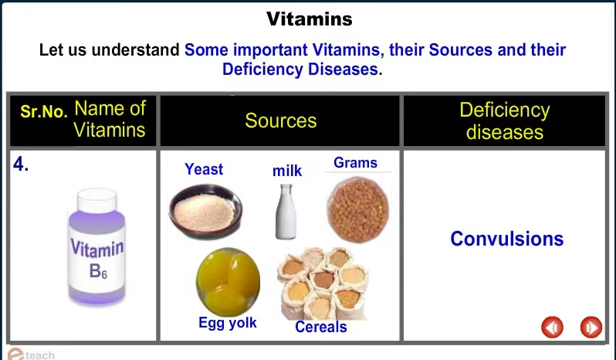 Vitamins
Let us understand Some important Vitamins, their Sources and their
Deficiency Diseases.
Sr.No. Name of
Vitamins
Sources
Deficiency
diseases
4.
Vitamin
B₆
Yeast
milk
Grams
Egg yolk
Cereals
Convulsions
e teach